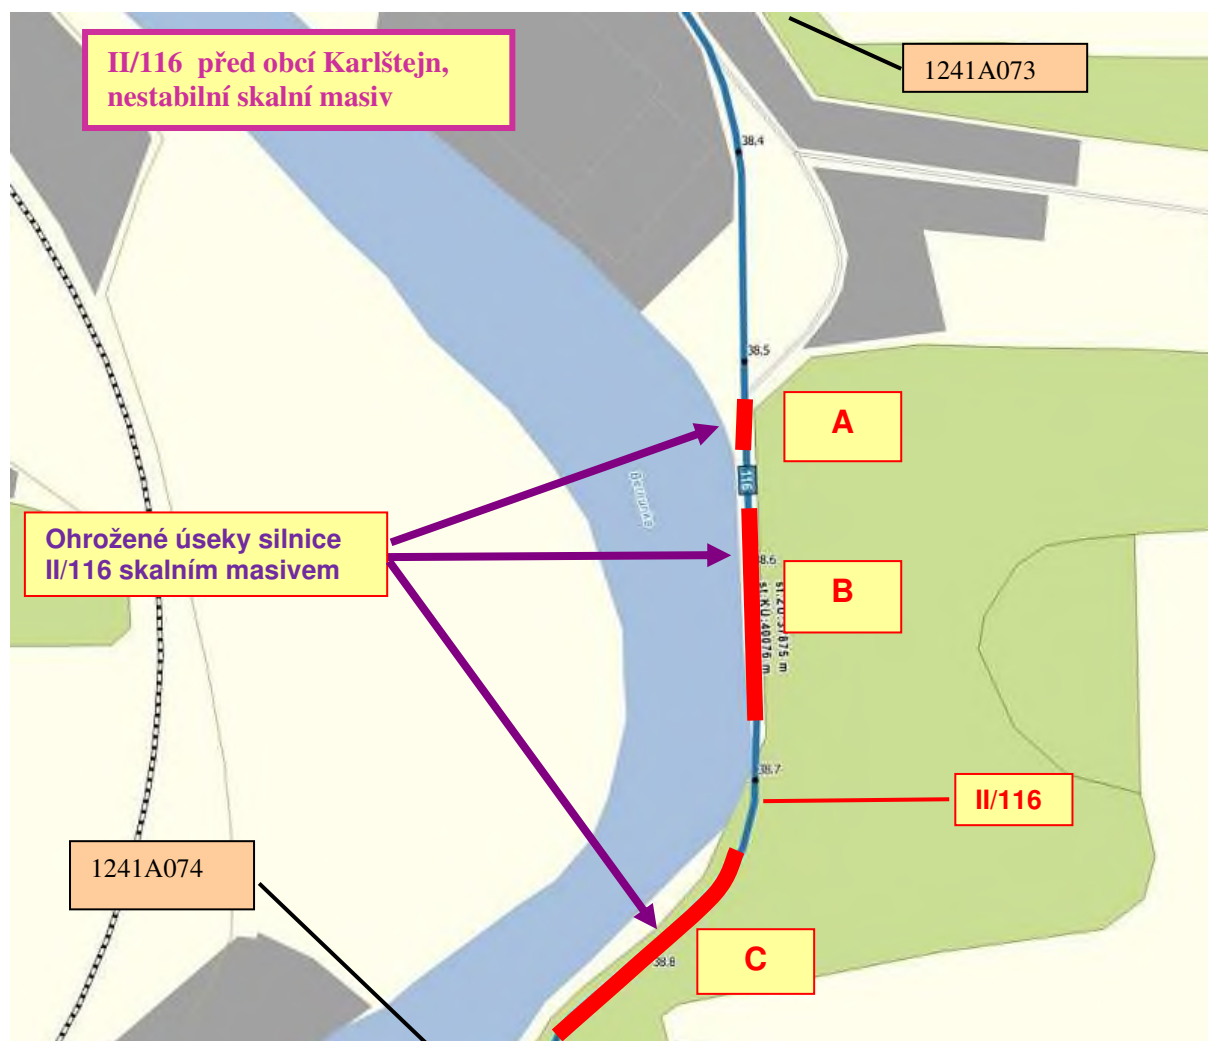 II/116 před obcí Karlštejn,
nestabilní skalní masiv
1241A073
38.4
38.5
A
116
Berounka
Ohrožené úseky silnice
II/116 skalním masivem
38.6
B
38.7
II/116
1241A074
C
38.8